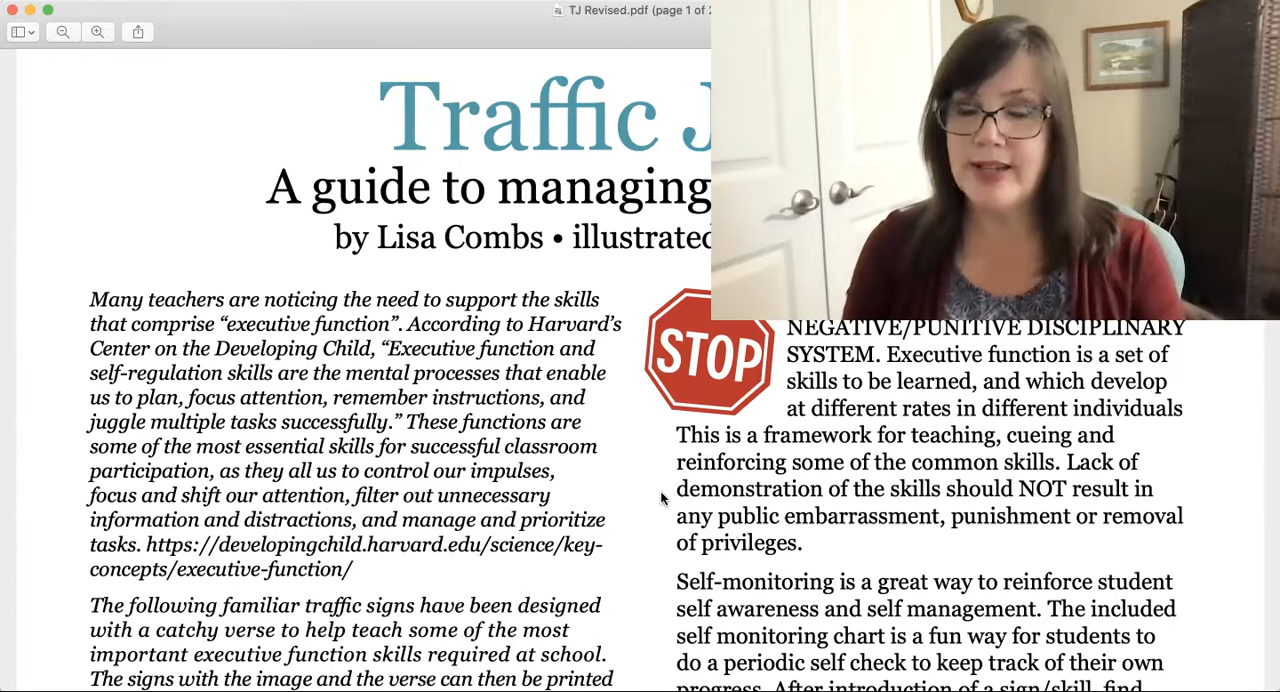 TJ Revised.pdf (page 1 of 2
Traffic J
A guide to managing
by Lisa Combs • illustrated
Many teachers are noticing the need to support the skills
that comprise “executive function”. According to Harvard’s
Center on the Developing Child, “Executive function and
self-regulation skills are the mental processes that enable
us to plan, focus attention, remember instructions, and
juggle multiple tasks successfully.” These functions are
some of the most essential skills for successful classroom
participation, as they all us to control our impulses,
focus and shift our attention, filter out unnecessary
information and distractions, and manage and prioritize
tasks. https://developingchild.harvard.edu/science/key-
concepts/executive-function/
The following familiar traffic signs have been designed
with a catchy verse to help teach some of the most
important executive function skills required at school.
The signs with the image and the verse can then be printed
STOP
NEGATIVE/PUNITIVE DISCIPLINARY
SYSTEM. Executive function is a set of
skills to be learned, and which develop
at different rates in different individuals
This is a framework for teaching, cueing and
reinforcing some of the common skills. Lack of
demonstration of the skills should NOT result in
any public embarrassment, punishment or removal
of privileges.
Self-monitoring is a great way to reinforce student
self awareness and self management. The included
self monitoring chart is a fun way for students to
do a periodic self check to keep track of their own
progress. After introduction of a sign/skill, find